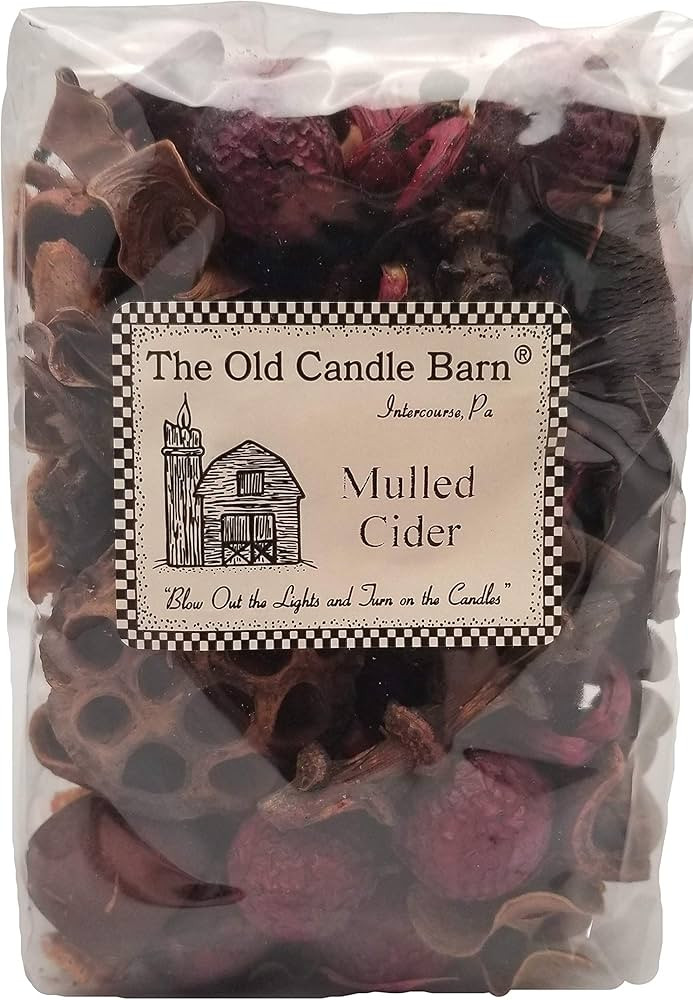 The Old Candle Barn®
Intercourse, Pa
Mulled
Cider
"Blow Out the Lights and Turn on the Candles"